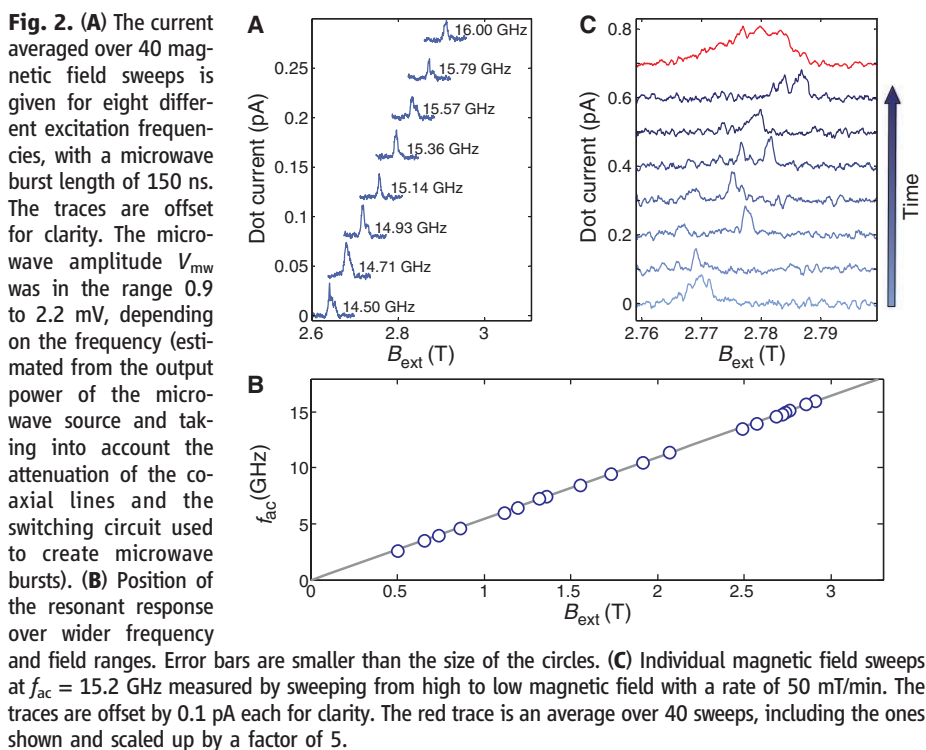 Fig. 2. (A) The current
averaged over 40 mag-
netic field sweeps is
given for eight differ-
ent excitation frequen-
cies, with a microwave
burst length of 150 ns.
The traces are offset
for clarity. The micro-
wave amplitude Vmw
was in the range 0.9
to 2.2 mV, depending
on the frequency (esti-
mated from the output
power of the micro-
wave source and tak-
ing into account the
attenuation of the co-
axial lines and the
switching circuit used
to create microwave
bursts). (B) Position of
the resonant response
over wider frequency
and field ranges. Error bars are smaller than the size of the circles. (C) Individual magnetic field sweeps
at fac = 15.2 GHz measured by sweeping from high to low magnetic field with a rate of 50 mT/min. The
traces are offset by 0.1 pA each for clarity. The red trace is an average over 40 sweeps, including the ones
shown and scaled up by a factor of 5.
A
Dot current (pA)
0.25
0.2
0.15
0.1
0.05
0
16.00 GHz
15.79 GHz
15.57 GHz
15.36 GHz
15.14 GHz
14.93 GHz
14.71 GHz
14.50 GHz
2.6 2.8 3
Bext (T)
C
Dot current (pA)
0.8
0.6
0.4
0.2
0
2.76 2.77 2.78 2.79
Bext (T)
Time
B
fac (GHz)
15
10
5
0
0 0.5 1 1.5 2 2.5 3
Bext (T)